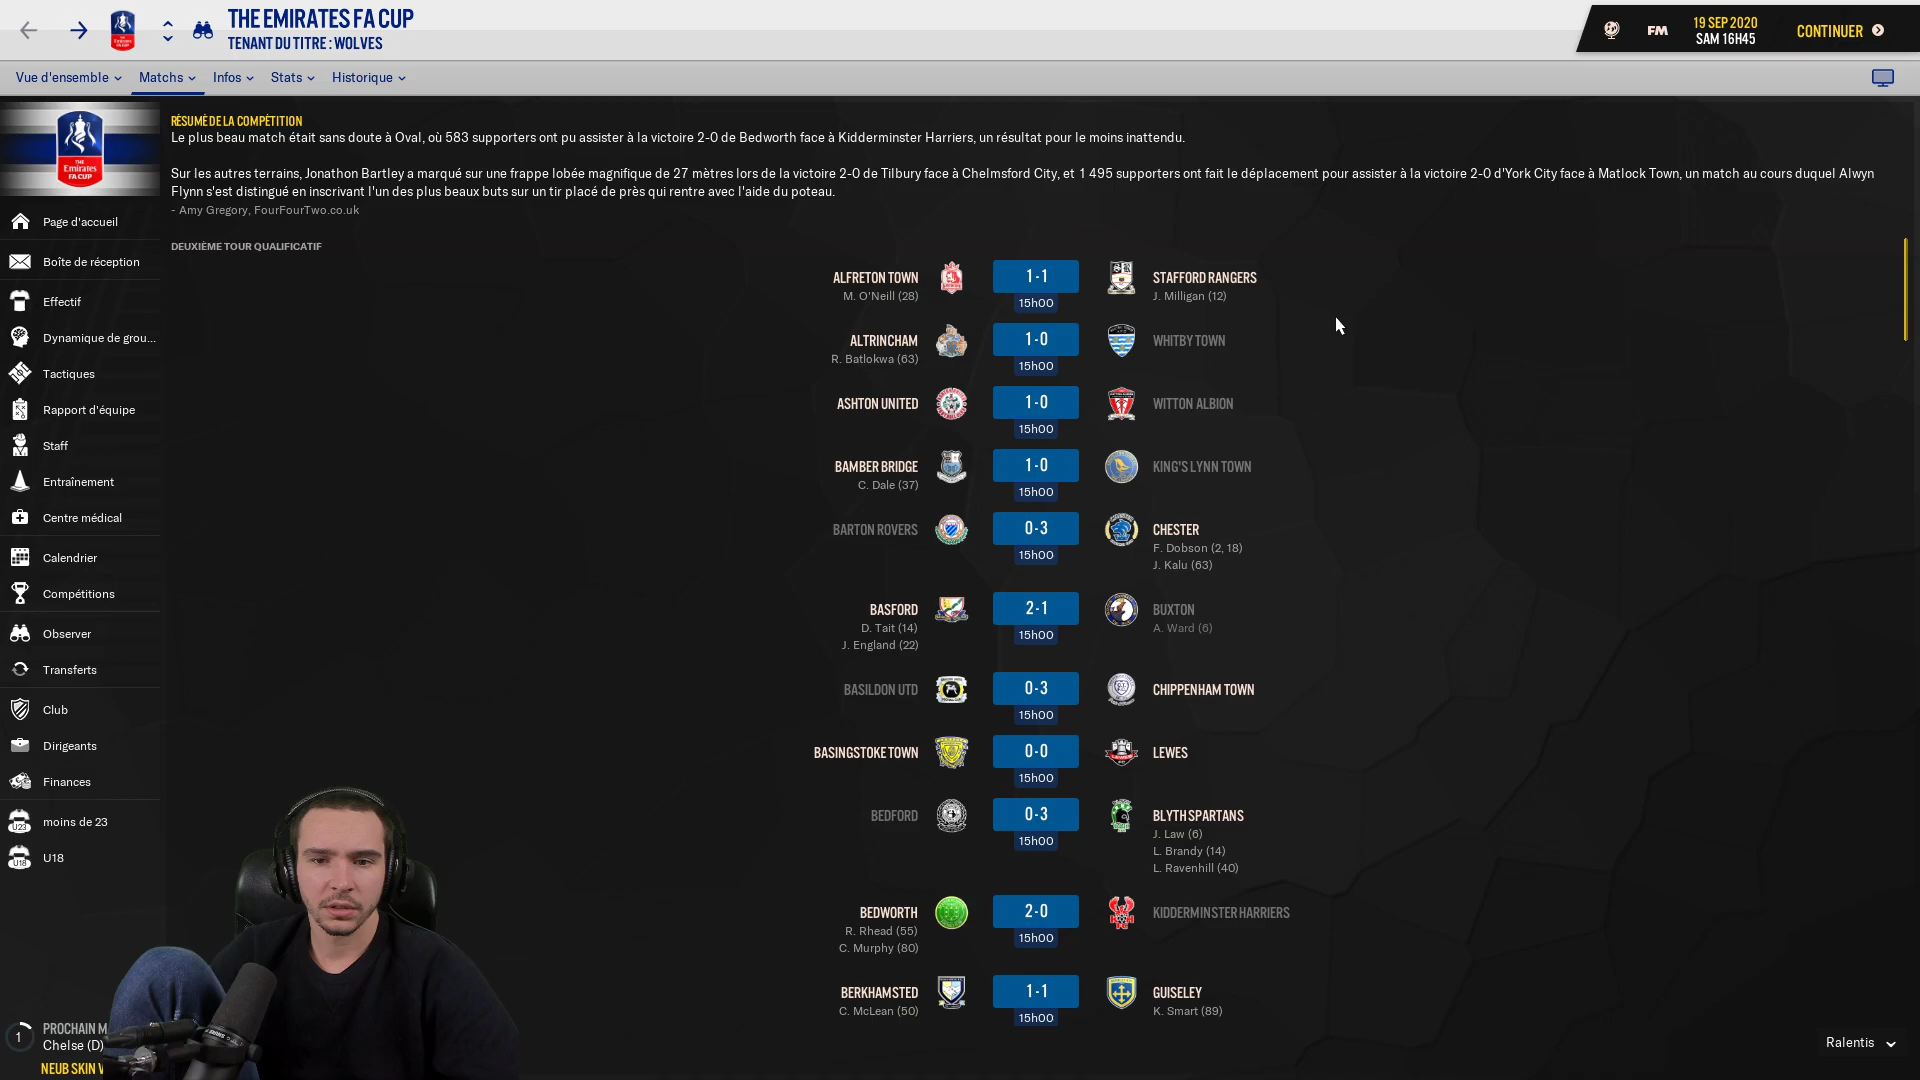 THE EMIRATES FA CUP
TENANT DU TITRE : WOLVES
FM
19 SEP 2020
SAM 16H45
CONTINUER
Vue d'ensemble
Matchs
Infos
Stats
Historique
THE
Emirates
FA CUP
Page d'accueil
Boîte de réception
Effectif
Dynamique de grou...
Tactiques
Rapport d'équipe
Staff
Entraînement
Centre médical
Calendrier
Compétitions
Observer
Transferts
Club
Dirigeants
Finances
U23
moins de 23
U18
U18
1
PROCHAIN M
Chelse (D)
NEUB SKIN V
RÉSUMÉ DE LA COMPÉTITION
Le plus beau match était sans doute à Oval, où 583 supporters ont pu assister à la victoire 2-0 de Bedworth face à Kidderminster Harriers, un résultat pour le moins inattendu.
Sur les autres terrains, Jonathon Bartley a marqué sur une frappe lobée magnifique de 27 mètres lors de la victoire 2-0 de Tilbury face à Chelmsford City, et 1 495 supporters ont fait le déplacement pour assister à la victoire 2-0 d'York City face à Matlock Town, un match au cours duquel Alwyn
Flynn s'est distingué en inscrivant l'un des plus beaux buts sur un tir placé de près qui rentre avec l'aide du poteau.
- Amy Gregory, FourFourTwo.co.uk
DEUXIÈME TOUR QUALIFICATIF
ALFRETON TOWN 1-1 STAFFORD RANGERS
M. O'Neill (28) 15h00 J. Milligan (12)
ALTRINCHAM 1-0 WHITBY TOWN
R. Batlokwa (63) 15h00
ASHTON UNITED 1-0 WITTON ALBION
15h00
BAMBER BRIDGE 1-0 KING'S LYNN TOWN
C. Dale (37) 15h00
BARTON ROVERS 0-3 CHESTER
15h00 F. Dobson (2, 18)
J. Kalu (63)
BASFORD 2-1 BUXTON
D. Tait (14) 15h00 A. Ward (6)
J. England (22)
BASILDON UTD 0-3 CHIPPENHAM TOWN
15h00
BASINGSTOKE TOWN 0-0 LEWES
15h00
BEDFORD 0-3 BLYTH SPARTANS
15h00 J. Law (6)
L. Brandy (14)
L. Ravenhill (40)
BEDWORTH 2-0 KIDDERMINSTER HARRIERS
R. Rhead (55) 15h00
C. Murphy (80)
BERKHAMSTED 1-1 GUISELEY
C. McLean (50) 15h00 K. Smart (89)
Ralentis